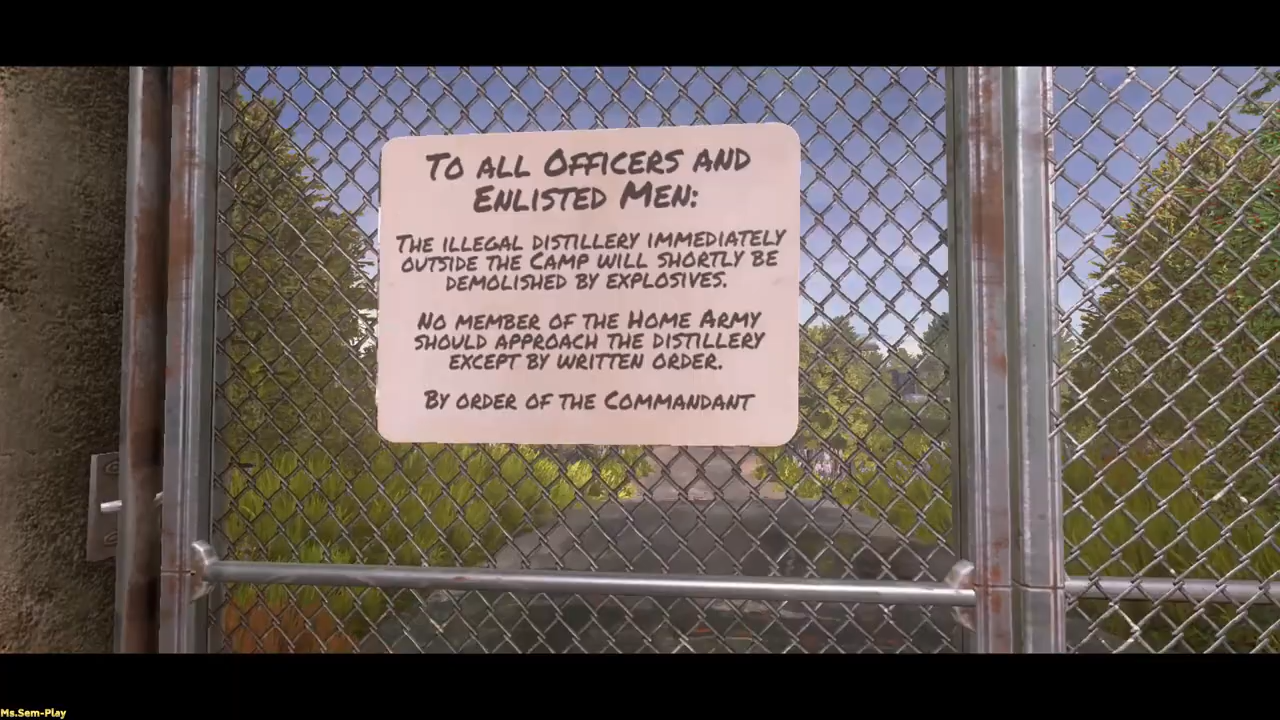 To all Officers and
Enlisted Men:
The illegal distillery immediately
outside the Camp will shortly be
demolished by explosives.
No member of the Home Army
should approach the distillery
except by written order.
By order of the Commandant
Ms.Sem-Play